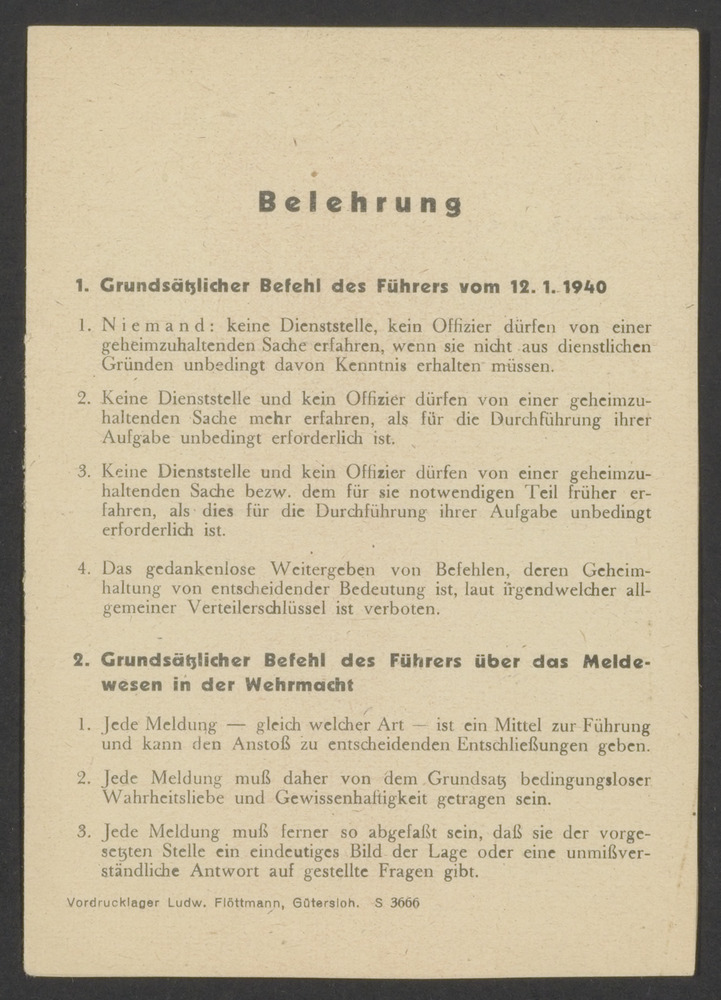 Belehrung
1. Grundsätzlicher Befehl des Führers vom 12. 1. 1940
1. Niemand: keine Dienststelle, kein Offizier dürfen von einer
geheimzuhaltenden Sache erfahren, wenn sie nicht aus dienstlichen
Gründen unbedingt davon Kenntnis erhalten müssen.
2. Keine Dienststelle und kein Offizier dürfen von einer geheimzu-
haltenden Sache mehr erfahren, als für die Durchführung ihrer
Aufgabe unbedingt erforderlich ist.
3. Keine Dienststelle und kein Offizier dürfen von einer geheimzu-
haltenden Sache bezw. dem für sie notwendigen Teil früher er-
fahren, als dies für die Durchführung ihrer Aufgabe unbedingt
erforderlich ist.
4. Das gedankenlose Weitergeben von Befehlen, deren Geheim-
haltung von entscheidender Bedeutung ist, laut irgendwelcher all-
gemeiner Verteilerschlüssel ist verboten.
2. Grundsätzlicher Befehl des Führers über das Melde-
wesen in der Wehrmacht
1. Jede Meldung — gleich welcher Art — ist ein Mittel zur Führung
und kann den Anstoß zu entscheidenden Entschließungen geben.
2. Jede Meldung muß daher von dem Grundsatz bedingungsloser
Wahrheitsliebe und Gewissenhaftigkeit getragen sein.
3. Jede Meldung muß ferner so abgefaßt sein, daß sie der vorge-
setzten Stelle ein eindeutiges Bild der Lage oder eine unmißver-
ständliche Antwort auf gestellte Fragen gibt.
Vordrucklager Ludw. Flöttmann, Gütersloh. S 3666